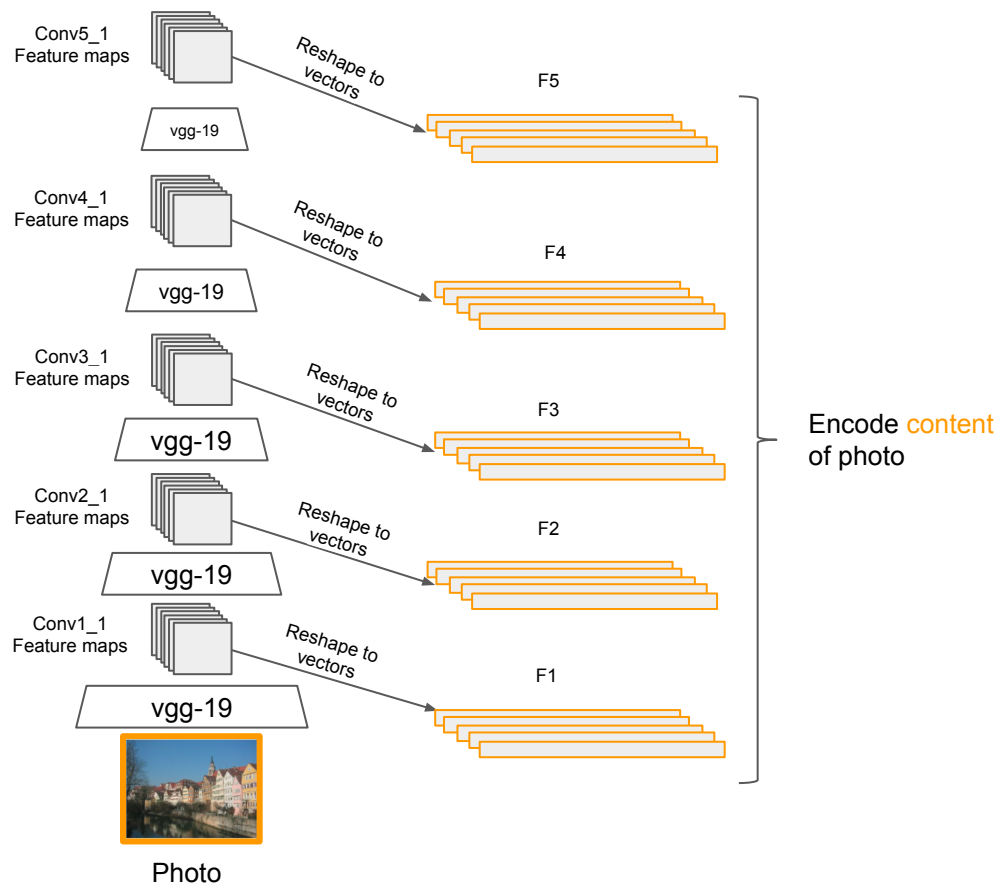 Conv5_1
Feature maps
Reshape to
vectors
F5
vgg-19
Conv4_1
Feature maps
Reshape to
vectors
F4
vgg-19
Conv3_1
Feature maps
Reshape to
vectors
F3
Encode content
of photo
vgg-19
Conv2_1
Feature maps
Reshape to
vectors
F2
vgg-19
Conv1_1
Feature maps
Reshape to
vectors
F1
vgg-19
Photo